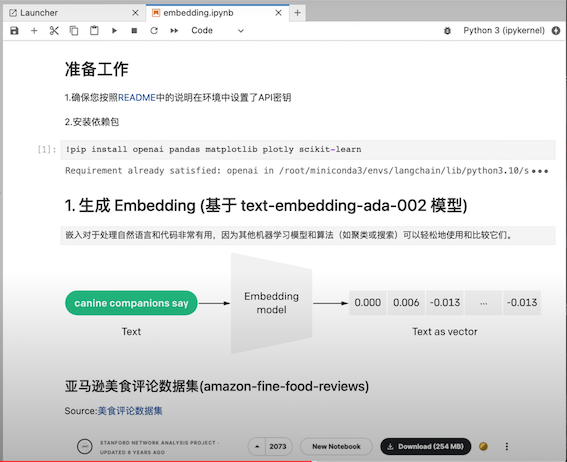 Launcher
embedding.ipynb
Code
Python 3 (ipykernel)
准备工作
1.确保您按照README中的说明在环境中设置了API密钥
2.安装依赖包
[1]: !pip install openai pandas matplotlib plotly scikit-learn
Requirement already satisfied: openai in /root/miniconda3/envs/langchain/lib/python3.10/s•••
1. 生成 Embedding (基于 text-embedding-ada-002 模型)
嵌入对于处理自然语言和代码非常有用，因为其他机器学习模型和算法（如聚类或搜索）可以轻松地使用和比较它们。
canine companions say
Embedding
model
0.000 0.006 -0.013 ... -0.013
Text
Text as vector
亚马逊美食评论数据集(amazon-fine-food-reviews)
Source:美食评论数据集
STANFORD NETWORK ANALYSIS PROJECT ·
UPDATED 6 YEARS AGO
2073
New Notebook
Download (254 MB)